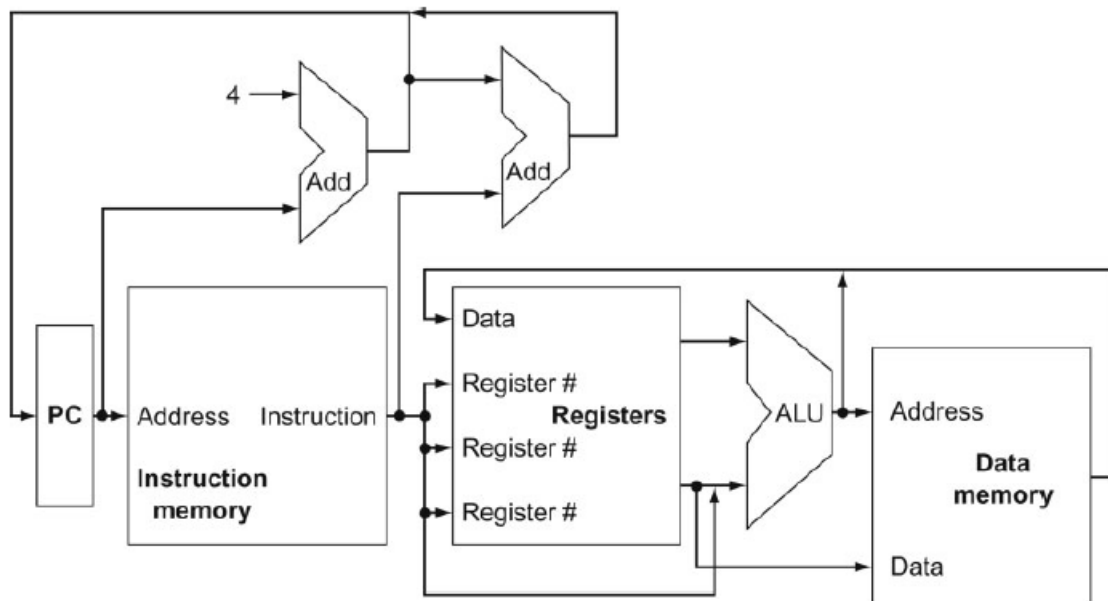 4
Add
Add
Data
Register #
Registers
Register #
Register #
PC
Address
Instruction
Instruction
memory
ALU
Address
Data
memory
Data